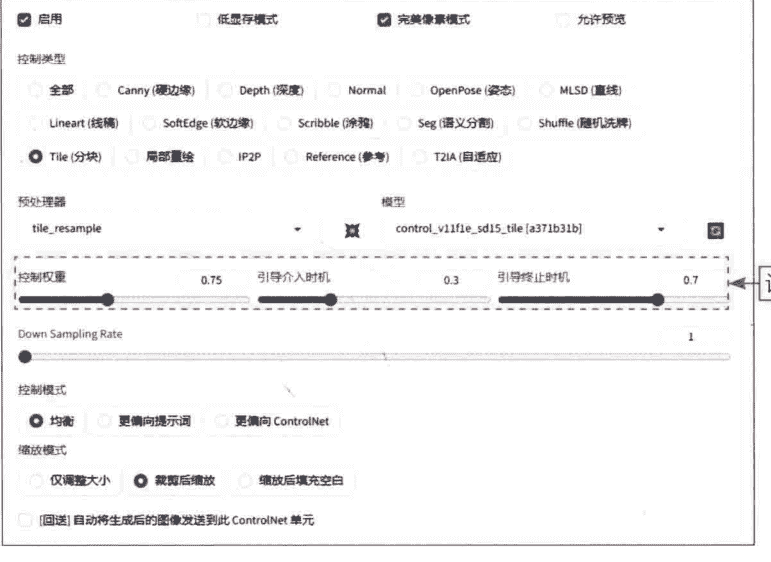 启用 低显存模式 完美像素模式 允许预览
控制类型
全部 Canny (硬边缘) Depth (深度) Normal OpenPose (姿态) MLSD (直线)
Lineart (线稿) SoftEdge (软边缘) Scribble (涂鸦) Seg (语义分割) Shuffle (随机洗牌)
Tile (分块) 局部重绘 IP2P Reference (参考) T2IA (自适应)
预处理器 模型
tile_resample control_v11f1e_sd15_tile [a371b31b]
控制权重 0.75 引导介入时机 0.3 引导终止时机 0.7
Down Sampling Rate 1
控制模式
均衡 更偏向提示词 更偏向 ControlNet
缩放模式
仅调整大小 裁剪后缩放 缩放后填充空白
[回送] 自动将生成后的图像发送到此 ControlNet 单元